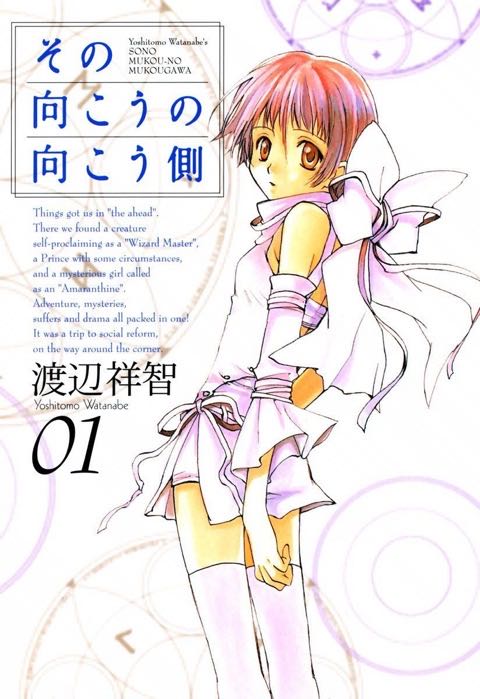 その
向こうの
向こう側
Yoshitomo Watanabe's
SONO
MUKOU-NO
MUKOUGAWA
Things got us in "the ahead".
There we found a creature
self-proclaiming as a "Wizard Master",
a Prince with some circumstances,
and a mysterious girl called
as an "Amaranthine".
Adventure, mysteries,
suffers and drama all packed in one!
It was a trip to social reform,
on the way around the corner.
渡辺祥智
Yoshitomo Watanabe
01